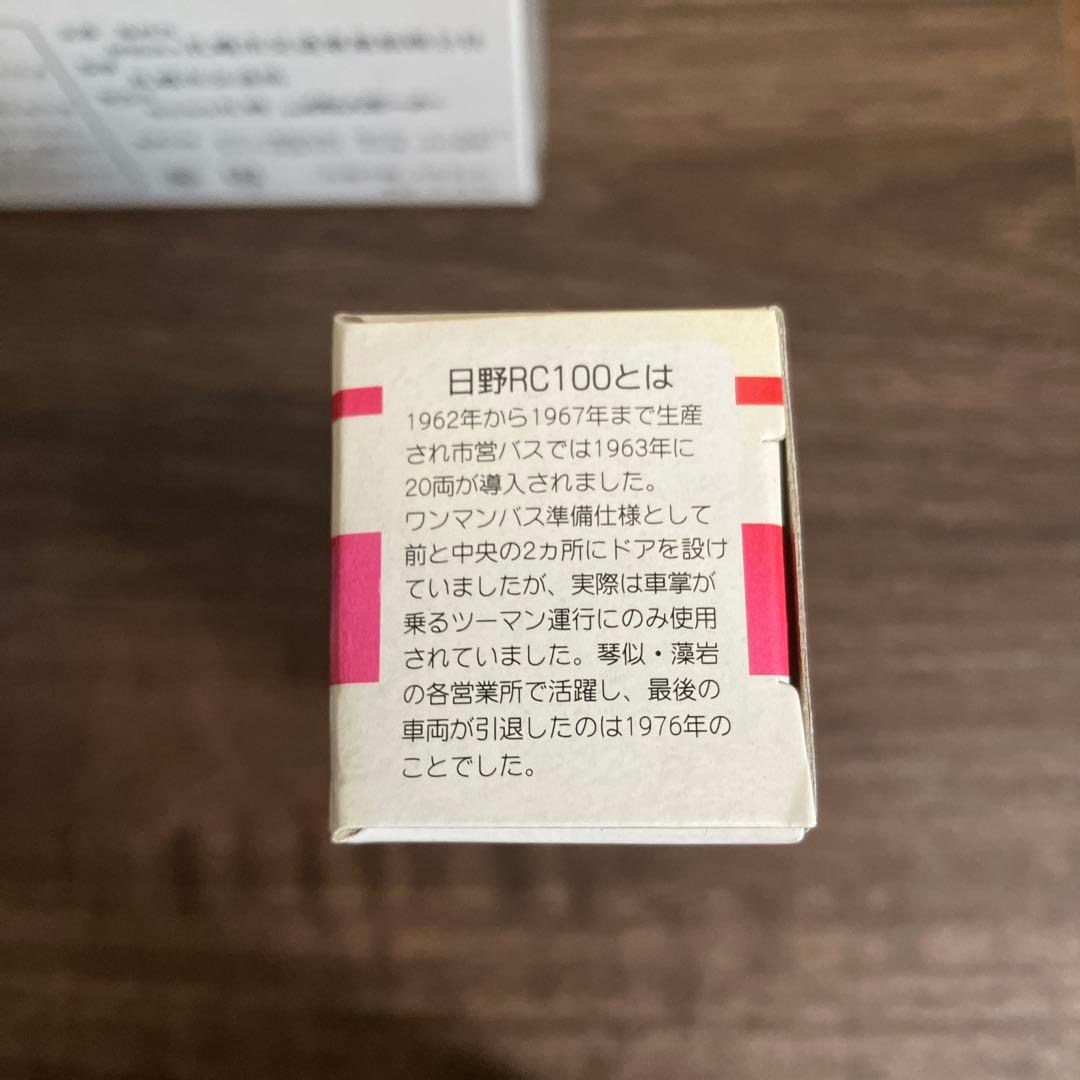 日野RC100とは
1962年から1967年まで生産
され市営バスでは1963年に
20両が導入されました。
ワンマンバス準備仕様として
前と中央の2ヵ所にドアを設け
ていましたが、実際は車掌が
乗るツーマン運行にのみ使用
されていました。琴似・藻岩
の各営業所で活躍し、最後の
車両が引退したのは1976年の
ことでした。